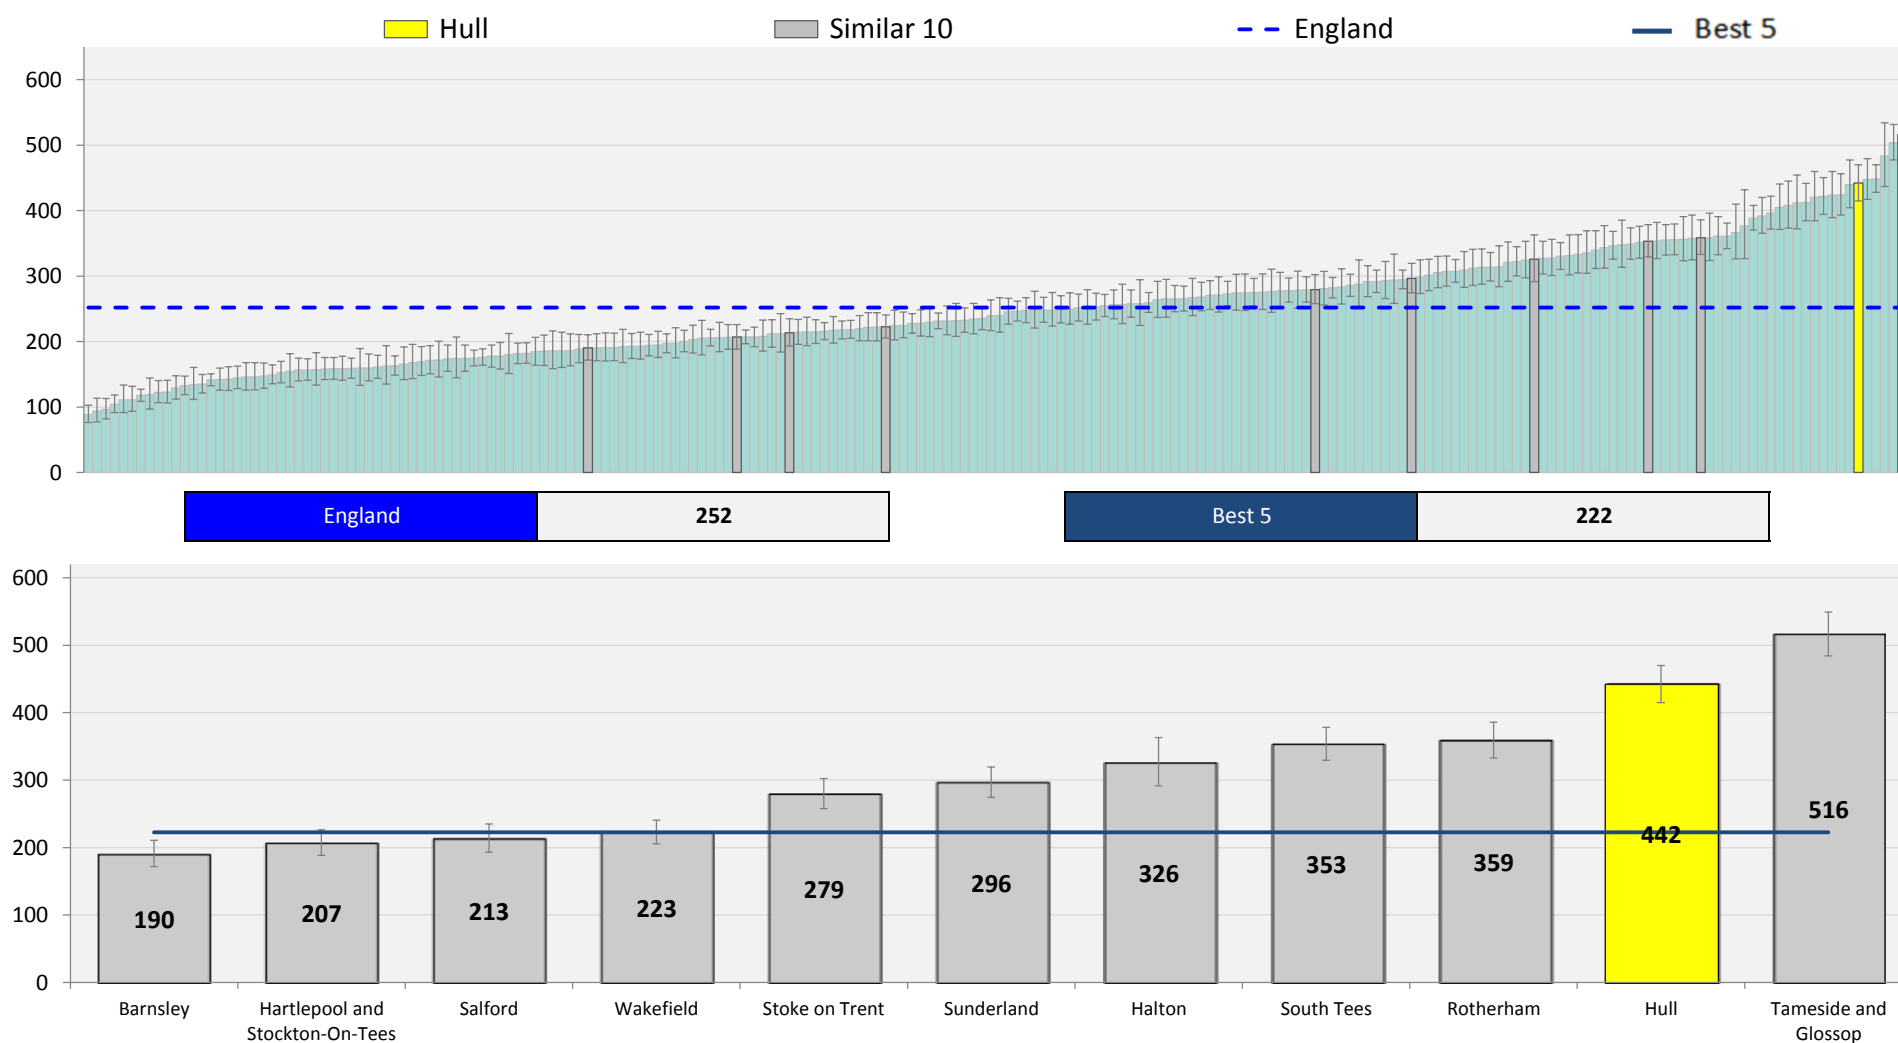 Hull Similar 10 England Best 5
600
500
400
300
200
100
0
England 252 Best 5 222
600
500
400
300
200
100
0
190 207 213 223 279 296 326 353 359 442 516
Barnsley Hartlepool and Salford Wakefield Stoke on Trent Sunderland Halton South Tees Rotherham Hull Tameside and
Stockton-On-Tees Glossop